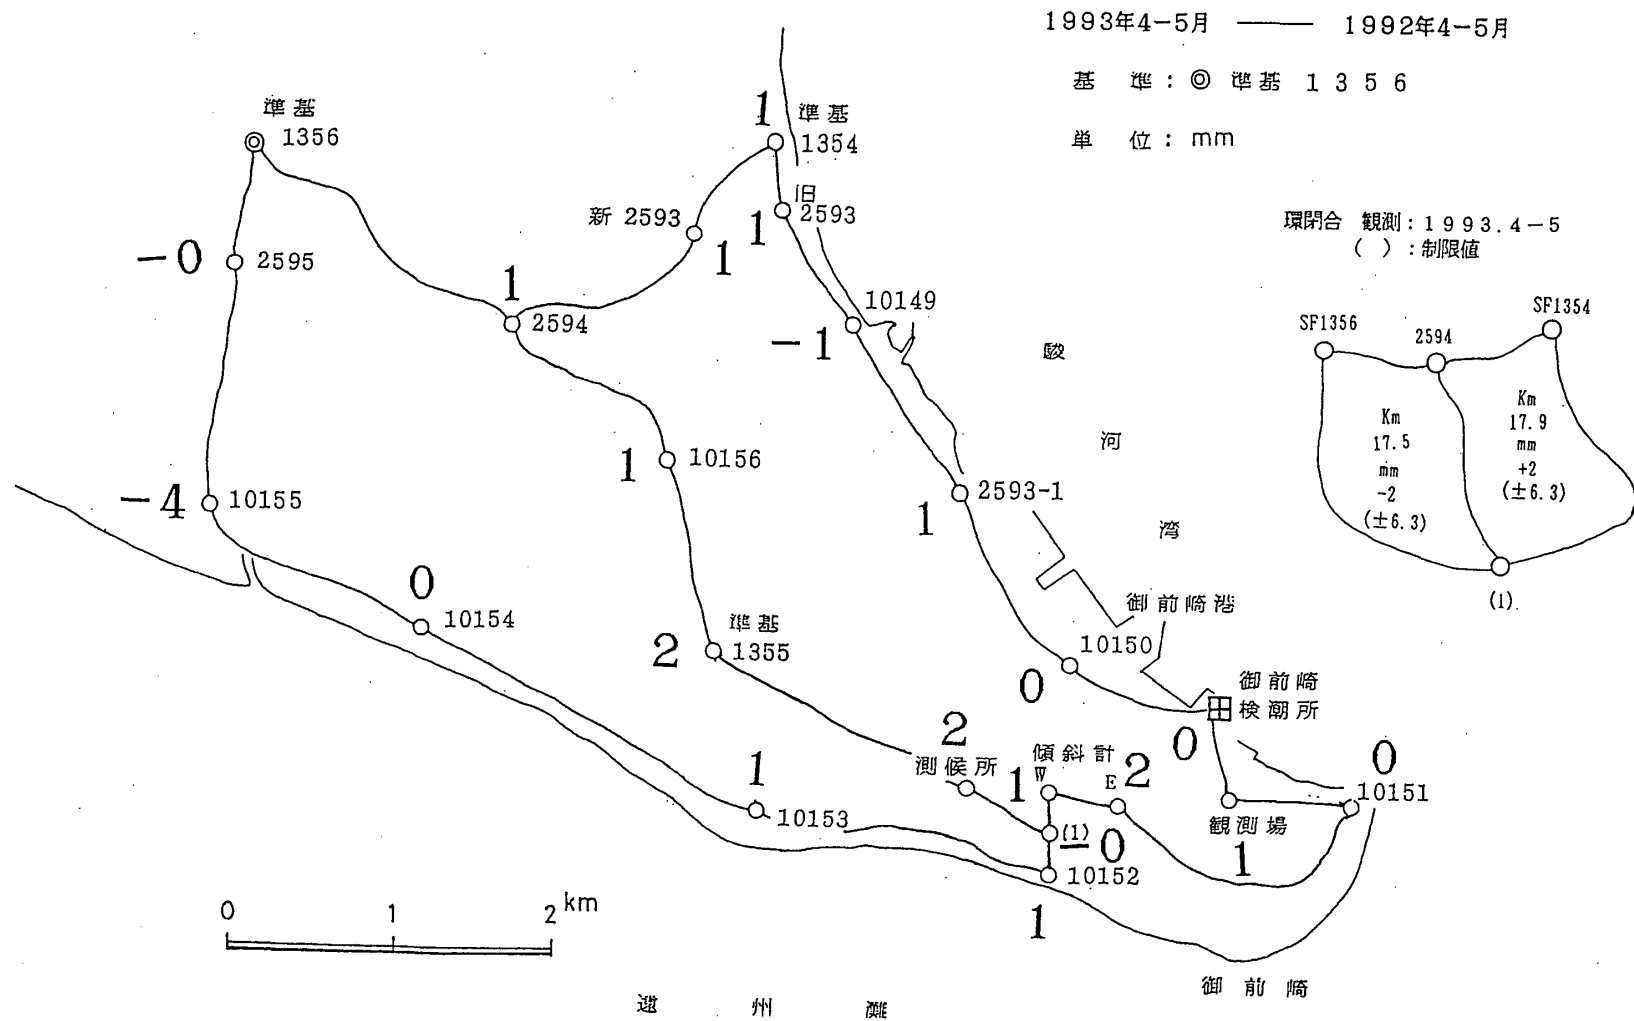 1993年4-5月 —— 1992年4-5月
基 準 : ◎ 準基 1356
単 位 : mm
準基
1356
1
準基
1354
旧
2593
1
新 2593
1
-0
2595
1
2594
10149
-1
環閉合 観測:1993.4-5
( ):制限値
SF1356
2594
SF1354
Km
17.5
mm
-2
(±6.3)
Km
17.9
mm
+2
(±6.3)
(1)
駿
河
湾
1
10156
2593-1
1
-4
10155
0
10154
準基
1355
2
御前崎港
10150
0
御前崎
検潮所
0
2
測候所
傾斜計
W
1
E
2
0
10151
観測場
1
1
10153
(1)
-0
10152
1
0 1 2 km
御前崎
遠 州 灘